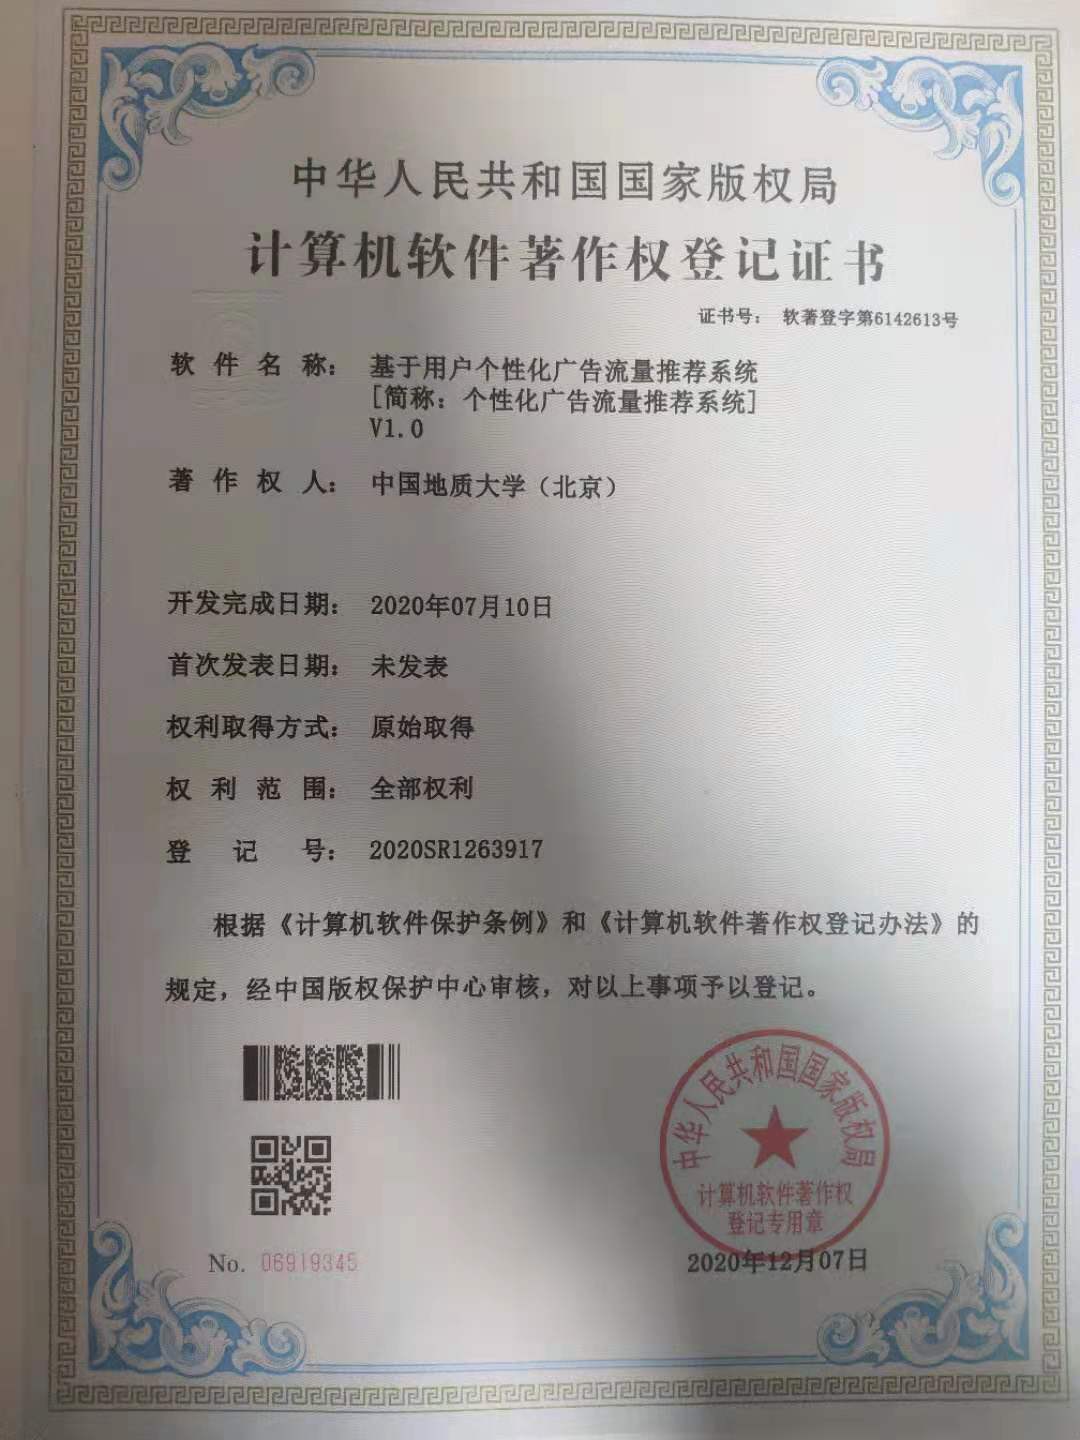 中华人民共和国国家版权局
计算机软件著作权登记证书
证书号： 软著登字第6142613号
软件名称： 基于用户个性化广告流量推荐系统
[简称：个性化广告流量推荐系统]
V1.0
著作权人： 中国地质大学（北京）
开发完成日期： 2020年07月10日
首次发表日期： 未发表
权利取得方式： 原始取得
权利范围： 全部权利
登记号： 2020SR1263917
根据《计算机软件保护条例》和《计算机软件著作权登记办法》的
规定，经中国版权保护中心审核，对以上事项予以登记。
中华人民共和国国家版权局
计算机软件著作权
登记专用章
No. 06919345
2020年12月07日